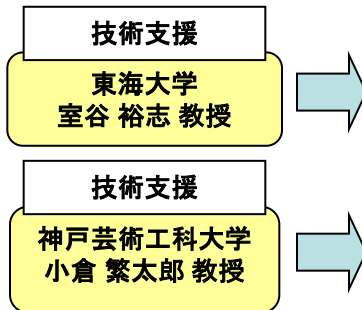 技術支援
東海大学
室谷 裕志 教授
技術支援
神戸芸術工科大学
小倉 繁太郎 教授